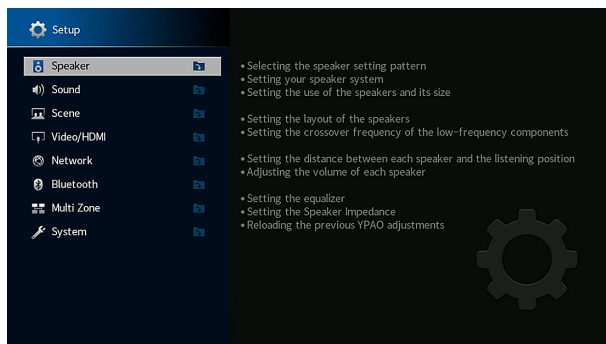 Setup
Speaker
Sound
Scene
Video/HDMI
Network
Bluetooth
Multi Zone
System
•Selecting the speaker setting pattern
•Setting your speaker system
•Setting the use of the speakers and its size
•Setting the layout of the speakers
•Setting the crossover frequency of the low-frequency components
•Setting the distance between each speaker and the listening position
•Adjusting the volume of each speaker
•Setting the equalizer
•Setting the Speaker Impedance
•Reloading the previous YPAO adjustments